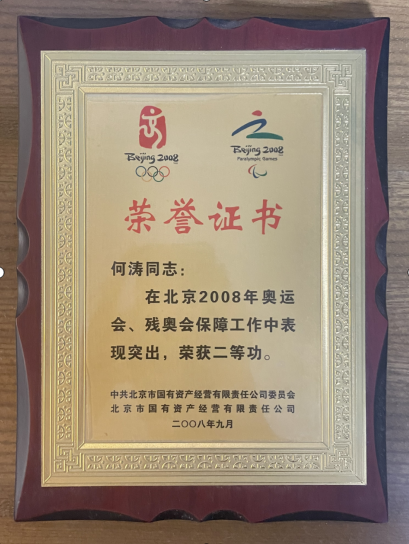 Beijing 2008
Beijing 2008
Paralympic Games
荣誉证书
何涛同志：
在北京2008年奥运
会、残奥会保障工作中表
现突出，荣获二等功。
中共北京市国有资产经营有限责任公司委员会
北京市国有资产经营有限责任公司
二〇〇八年九月